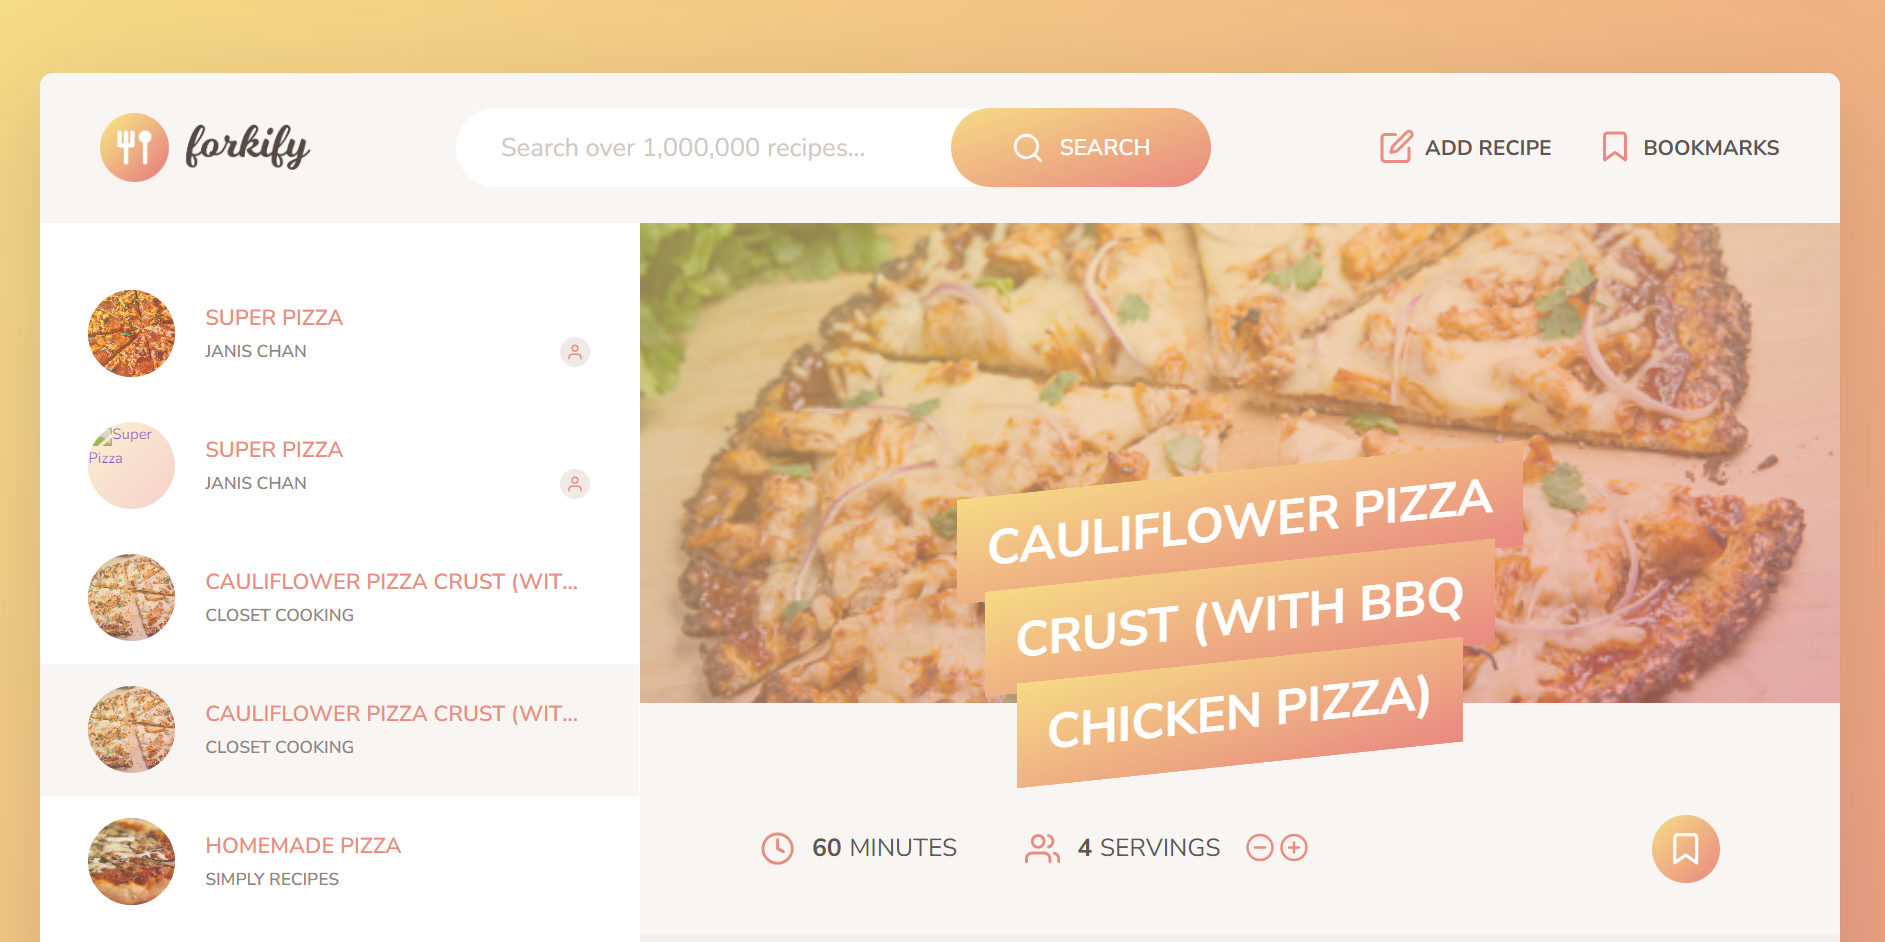 forkify
Search over 1,000,000 recipes...
SEARCH
ADD RECIPE
BOOKMARKS
SUPER PIZZA
JANIS CHAN
Super
Pizza
SUPER PIZZA
JANIS CHAN
CAULIFLOWER PIZZA CRUST (WIT...
CLOSET COOKING
CAULIFLOWER PIZZA CRUST (WIT...
CLOSET COOKING
HOMEMADE PIZZA
SIMPLY RECIPES
CAULIFLOWER PIZZA
CRUST (WITH BBQ
CHICKEN PIZZA)
60 MINUTES
4 SERVINGS